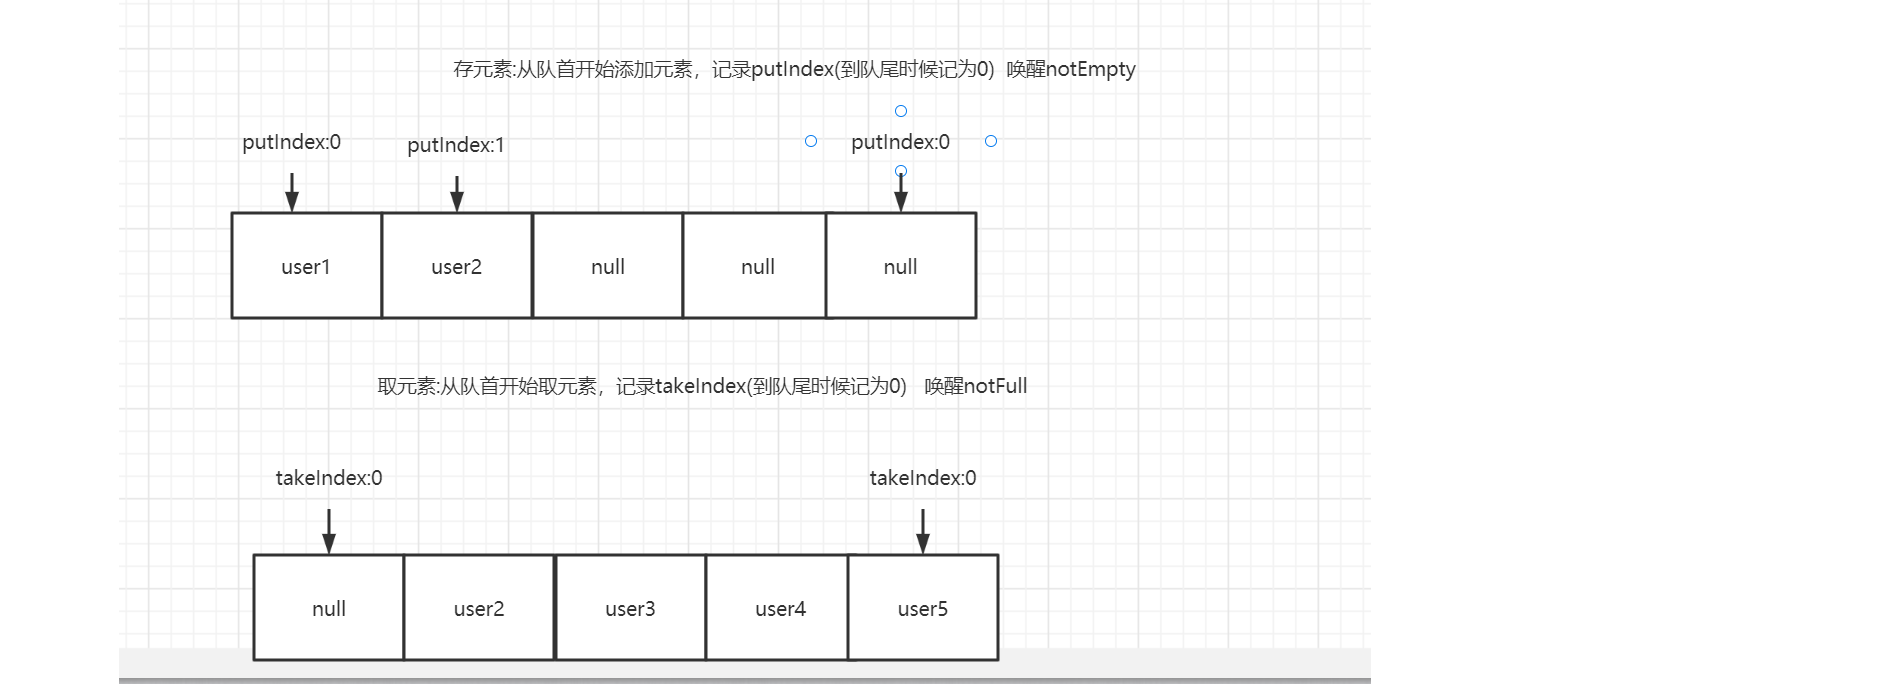 存元素:从队首开始添加元素，记录putIndex(到队尾时候记为0)  唤醒notEmpty
putIndex:0
putIndex:1
putIndex:0
user1
user2
null
null
null
取元素:从队首开始取元素，记录takeIndex(到队尾时候记为0)   唤醒notFull
takeIndex:0
takeIndex:0
null
user2
user3
user4
user5